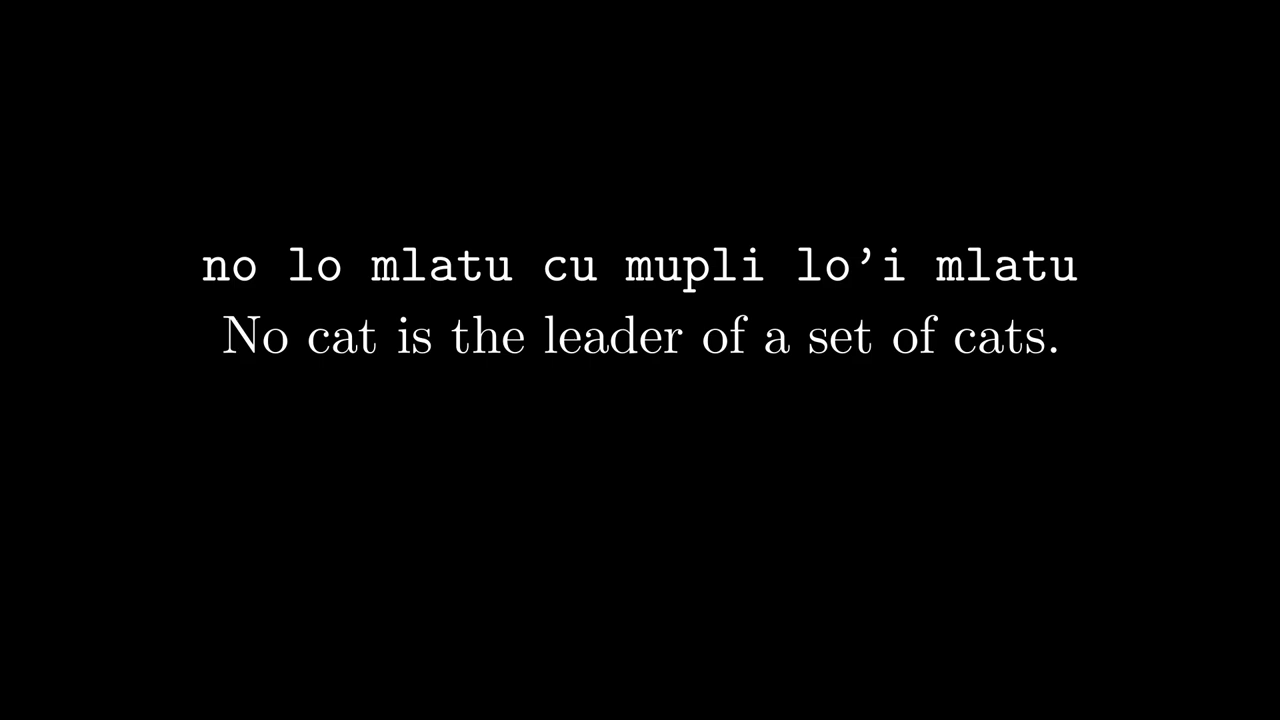 no lo mlatu cu mupli lo’i mlatu
No cat is the leader of a set of cats.